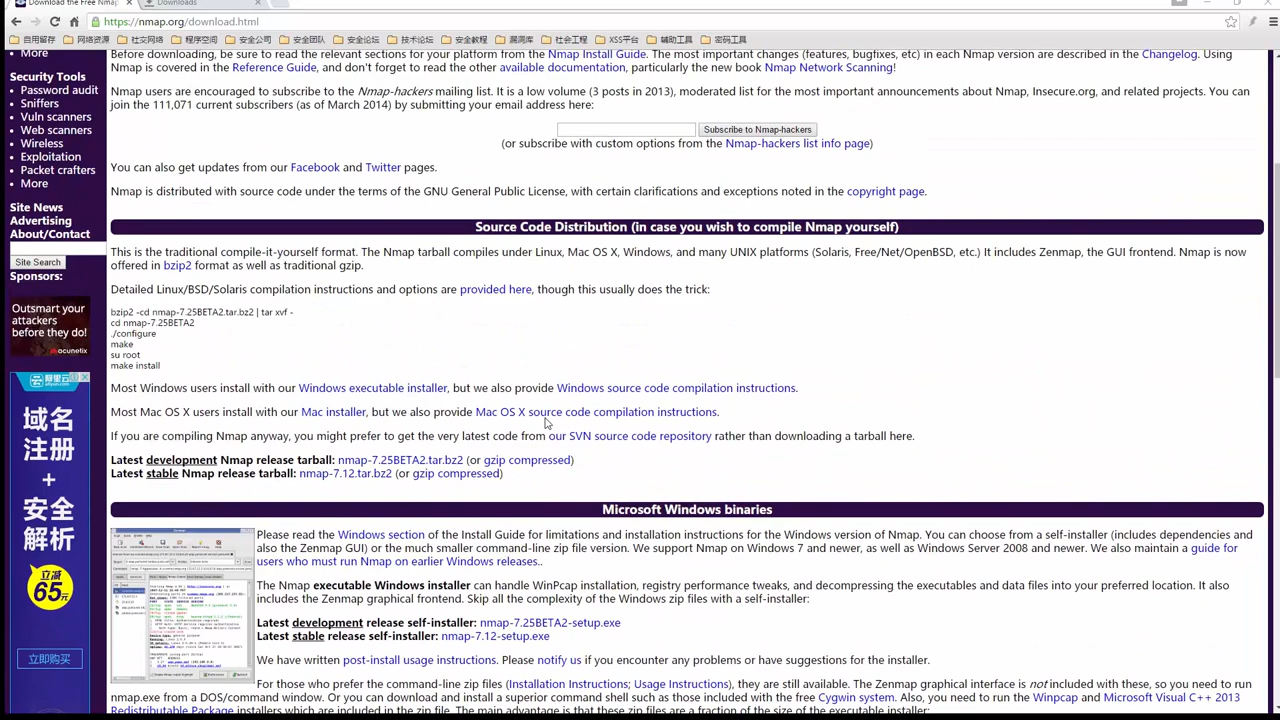 Download the Free Nmap
Downloads
https://nmap.org/download.html
自用留存 网络资源 社交网络 程序空间 安全公司 安全团队 安全论坛 技术论坛 安全教程 漏洞库 社会工程 XSS平台 辅助工具 密码工具
More
Security Tools
Password audit
Sniffers
Vuln scanners
Web scanners
Wireless
Exploitation
Packet crafters
More
Site News
Advertising
About/Contact
Site Search
Sponsors:
Outsmart your
attackers
before they do!
acunetix
阿里云
aliyun.com
域名
注册
+
安全
解析
立减
65元
立即购买
Before downloading, be sure to read the relevant sections for your platform from the Nmap Install Guide. The most important changes (features, bugfixes, etc) in each Nmap version are described in the Changelog. Using
Nmap is covered in the Reference Guide, and don't forget to read the other available documentation, particularly the new book Nmap Network Scanning!
Nmap users are encouraged to subscribe to the Nmap-hackers mailing list. It is a low volume (3 posts in 2013), moderated list for the most important announcements about Nmap, Insecure.org, and related projects. You can
join the 111,071 current subscribers (as of March 2014) by submitting your email address here:
Subscribe to Nmap-hackers
(or subscribe with custom options from the Nmap-hackers list info page)
You can also get updates from our Facebook and Twitter pages.
Nmap is distributed with source code under the terms of the GNU General Public License, with certain clarifications and exceptions noted in the copyright page.
Source Code Distribution (in case you wish to compile Nmap yourself)
This is the traditional compile-it-yourself format. The Nmap tarball compiles under Linux, Mac OS X, Windows, and many UNIX platforms (Solaris, Free/Net/OpenBSD, etc.) It includes Zenmap, the GUI frontend. Nmap is now
offered in bzip2 format as well as traditional gzip.
Detailed Linux/BSD/Solaris compilation instructions and options are provided here, though this usually does the trick:
bzip2 -cd nmap-7.25BETA2.tar.bz2 | tar xvf -
cd nmap-7.25BETA2
./configure
make
su root
make install
Most Windows users install with our Windows executable installer, but we also provide Windows source code compilation instructions.
Most Mac OS X users install with our Mac installer, but we also provide Mac OS X source code compilation instructions.
If you are compiling Nmap anyway, you might prefer to get the very latest code from our SVN source code repository rather than downloading a tarball here.
Latest development Nmap release tarball: nmap-7.25BETA2.tar.bz2 (or gzip compressed)
Latest stable Nmap release tarball: nmap-7.12.tar.bz2 (or gzip compressed)
Microsoft Windows binaries
Please read the Windows section of the Install Guide for limitations and installation instructions for the Windows version of Nmap. You can choose from a self-installer (includes dependencies and
also the Zenmap GUI) or the much smaller command-line zip file version. We support Nmap on Windows 7 and newer, as well as Windows Server 2008 and newer. We also maintain a guide for
users who must run Nmap on earlier Windows releases..
The Nmap executable Windows installer can handle Winpcap installation, registry performance tweaks, and decompressing the executables and data files into your preferred location. It also
includes the Zenmap graphical frontend. Skip all the complexity of the Windows zip files with a self-installer:
Latest development release self-installer: nmap-7.25BETA2-setup.exe
Latest stable release self-installer: nmap-7.12-setup.exe
We have written post-install usage instructions. Please notify us if you encounter any problems or have suggestions for the installer.
For those who prefer the command-line zip files (Installation Instructions; Usage Instructions), they are still available. The Zenmap graphical interface is not included with these, so you need to run
nmap.exe from a DOS/command window. Or you can download and install a superior command shell such as those included with the free Cygwin system. Also, you need to run the Winpcap and Microsoft Visual C++ 2013
Redistributable Package installers which are included in the zip file. The main advantage is that these zip files are a fraction of the size of the executable installer: